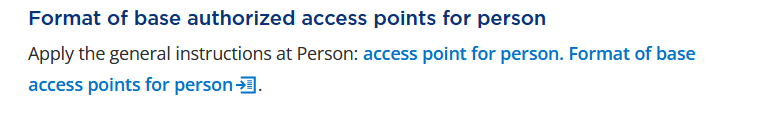 Format of base authorized access points for person
Apply the general instructions at Person: access point for person. Format of base
access points for person.